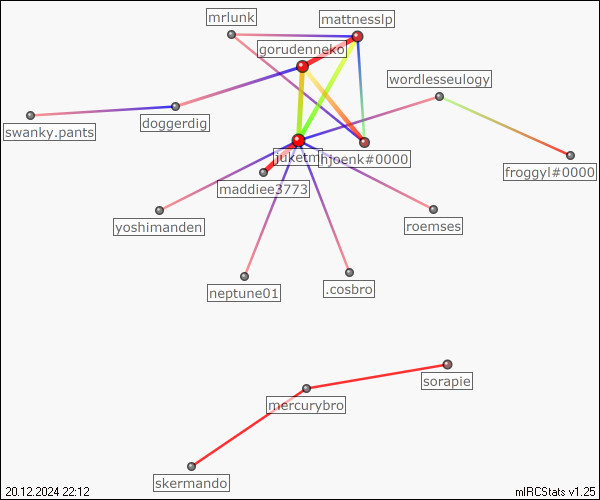 mrlunk
mattnesslp
gorudenneko
wordlesseulogy
swanky.pants
doggerdig
juketm
hjoenk#0000
froggyl#0000
maddiee3773
yoshimanden
roemses
neptune01
.cosbro
sorapie
mercurybro
skermando
20.12.2024 22:12
mIRCStats v1.25